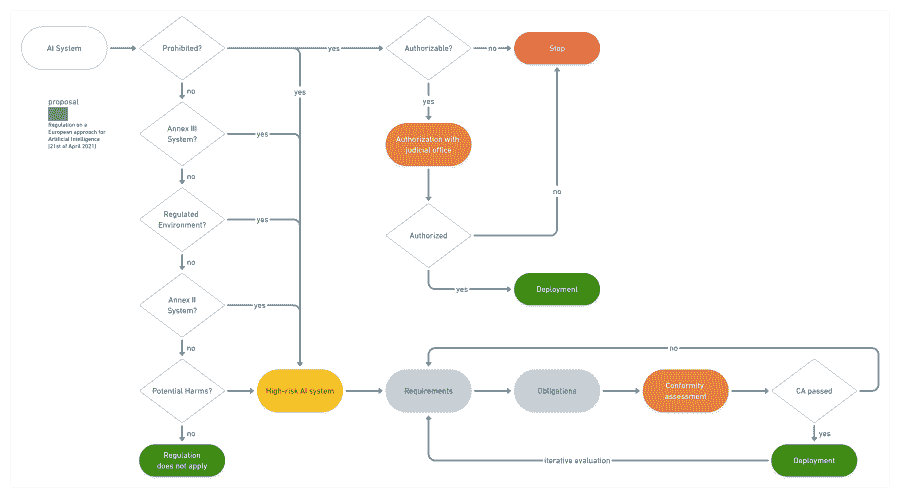 AI System
Prohibited?
yes
Authorizable?
no
Stop
no
yes
yes
proposal
Regulation on a
European approach for
Artificial Intelligence
(21st of April 2021)
Annex III
System?
yes
Authorization with
judicial office
no
no
Regulated
Environment?
yes
Authorized
no
yes
Deployment
Annex II
System?
yes
no
no
Potential Harms?
High-risk AI system
Requirements
Obligations
Conformity
assessment
CA passed
no
yes
Regulation
does not apply
iterative evaluation
Deployment